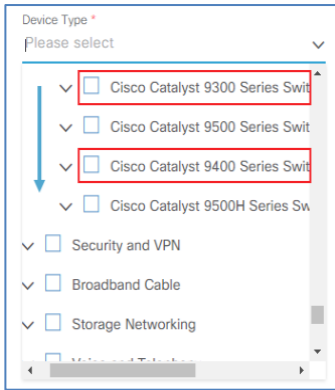 Device Type *
Please select
Cisco Catalyst 9300 Series Swit
Cisco Catalyst 9500 Series Swit
Cisco Catalyst 9400 Series Swit
Cisco Catalyst 9500H Series Sw
Security and VPN
Broadband Cable
Storage Networking